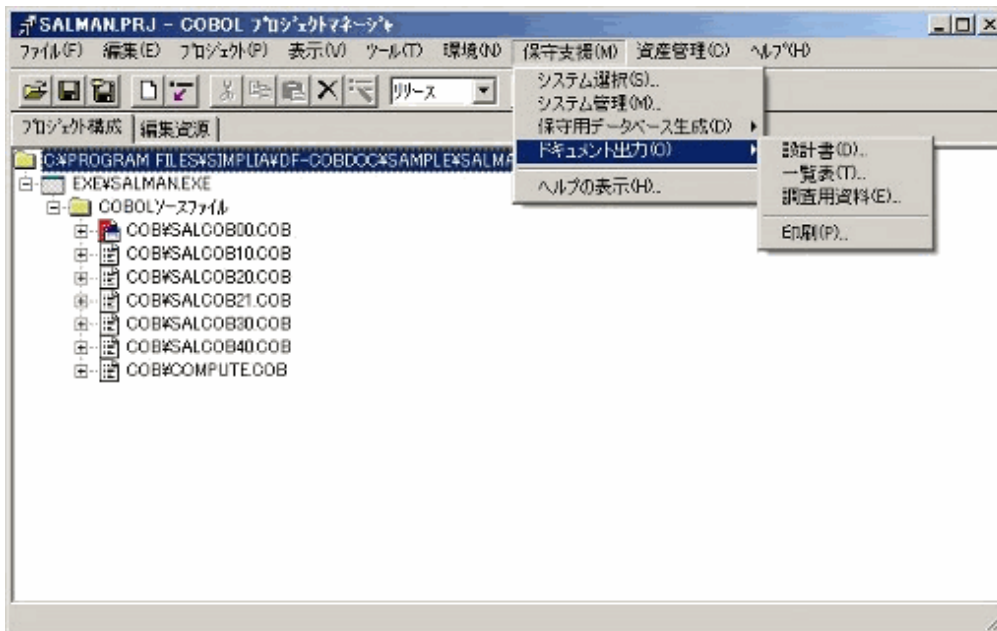 SALMAN.PRJ - COBOL ﾌﾟﾛｼﾞｪｸﾄﾏﾈｰｼﾞｬ
ﾌｧｲﾙ(F) 編集(E) ﾌﾟﾛｼﾞｪｸﾄ(P) 表示(V) ﾂｰﾙ(T) 環境(N) 保守支援(M) 資産管理(C) ﾍﾙﾌﾟ(H)
ﾘﾘｰｽ
ﾌﾟﾛｼﾞｪｸﾄ構成 編集資源
システム選択(S)...
システム管理(M)...
保守用データベース生成(D)
ドキュメント出力(O)
ヘルプの表示(H)...
設計書(D)...
一覧表(T)...
調査用資料(E)...
印刷(P)...
C:¥PROGRAM FILES¥SIMPLIA¥DF-COBDOC¥SAMPLE¥SALMA
EXE¥SALMAN.EXE
COBOLｿｰｽﾌｧｲﾙ
COB¥SALCOB00.COB
COB¥SALCOB10.COB
COB¥SALCOB20.COB
COB¥SALCOB21.COB
COB¥SALCOB30.COB
COB¥SALCOB40.COB
COB¥COMPUTE.COB